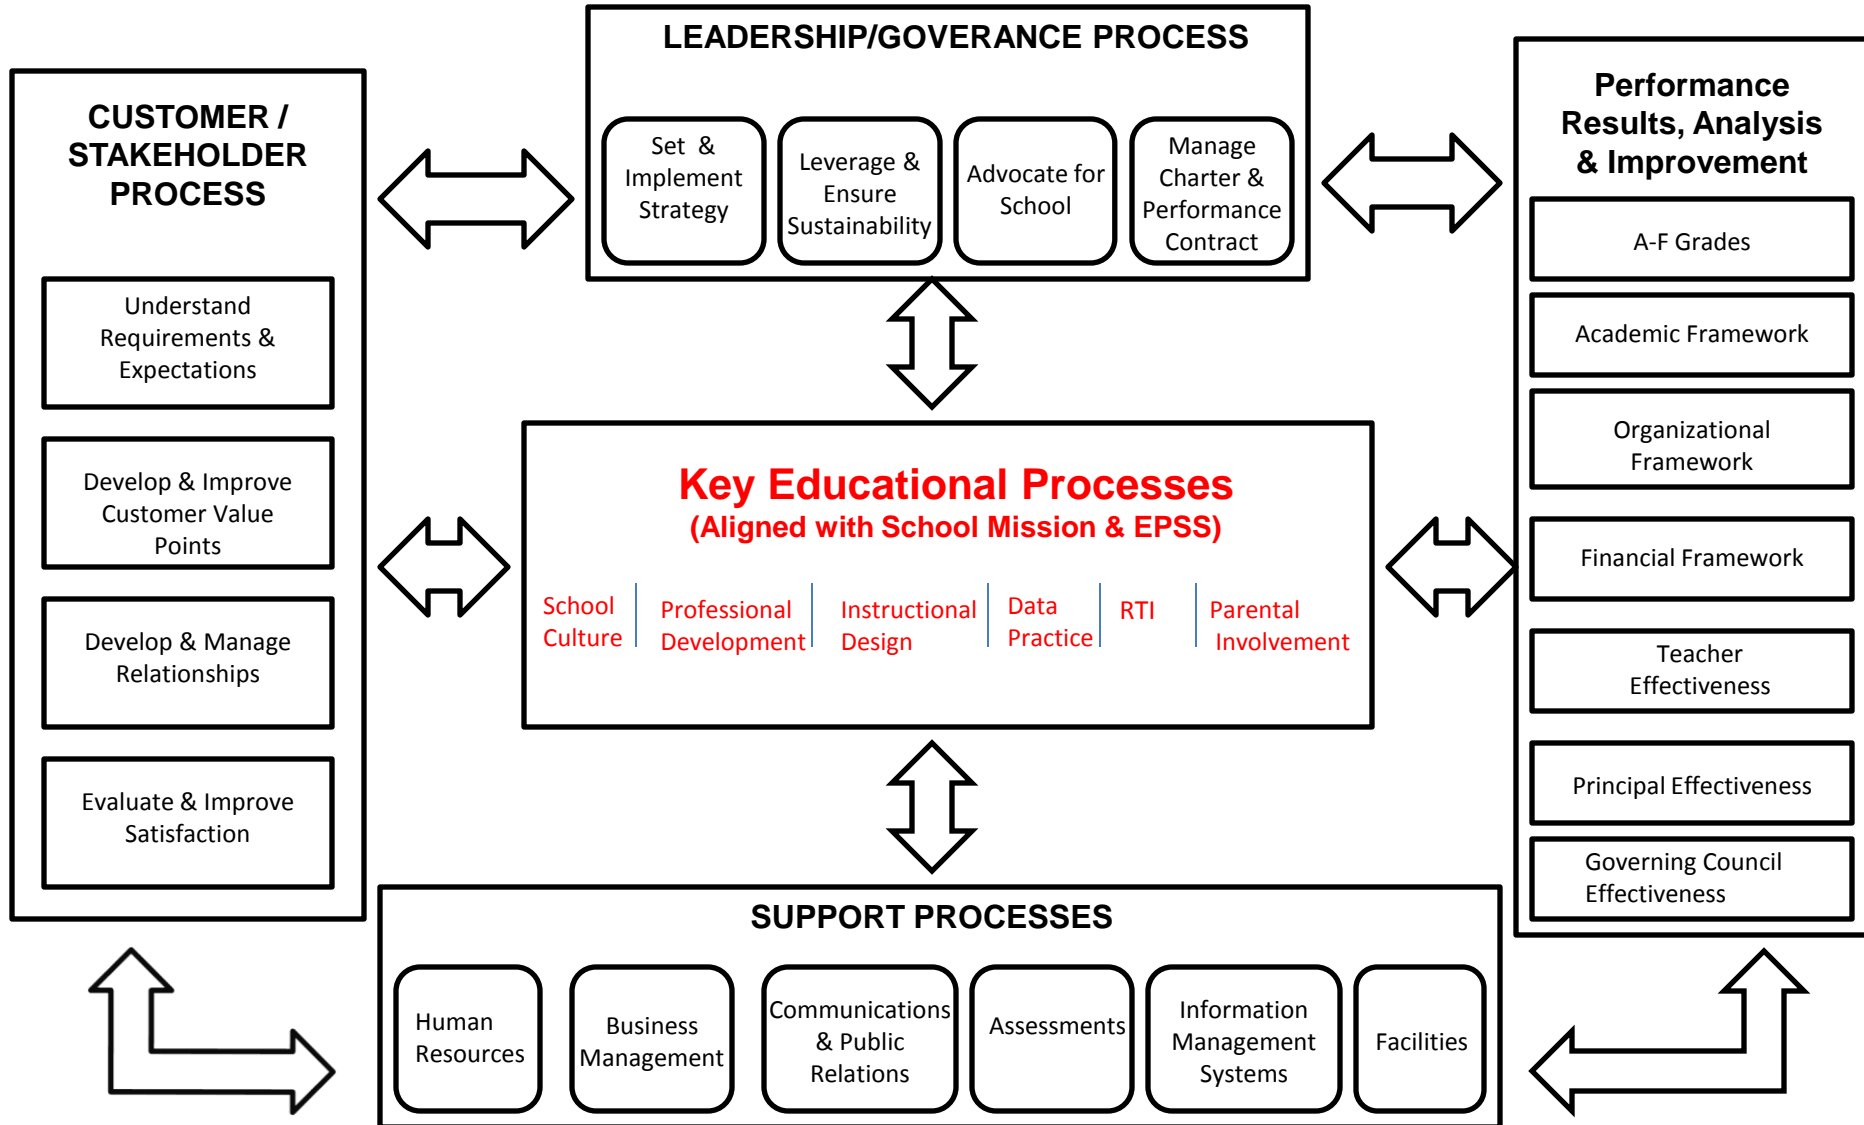 LEADERSHIP/GOVERANCE PROCESS
Set &
Implement
Strategy
Leverage &
Ensure
Sustainability
Advocate for
School
Manage
Charter &
Performance
Contract
CUSTOMER /
STAKEHOLDER
PROCESS
Understand
Requirements &
Expectations
Develop & Improve
Customer Value
Points
Develop & Manage
Relationships
Evaluate & Improve
Satisfaction
Key Educational Processes
(Aligned with School Mission & EPSS)
School
Culture
Professional
Development
Instructional
Design
Data
Practice
RTI
Parental
Involvement
Performance
Results, Analysis
& Improvement
A-F Grades
Academic Framework
Organizational
Framework
Financial Framework
Teacher
Effectiveness
Principal Effectiveness
Governing Council
Effectiveness
SUPPORT PROCESSES
Human
Resources
Business
Management
Communications
& Public
Relations
Assessments
Information
Management
Systems
Facilities